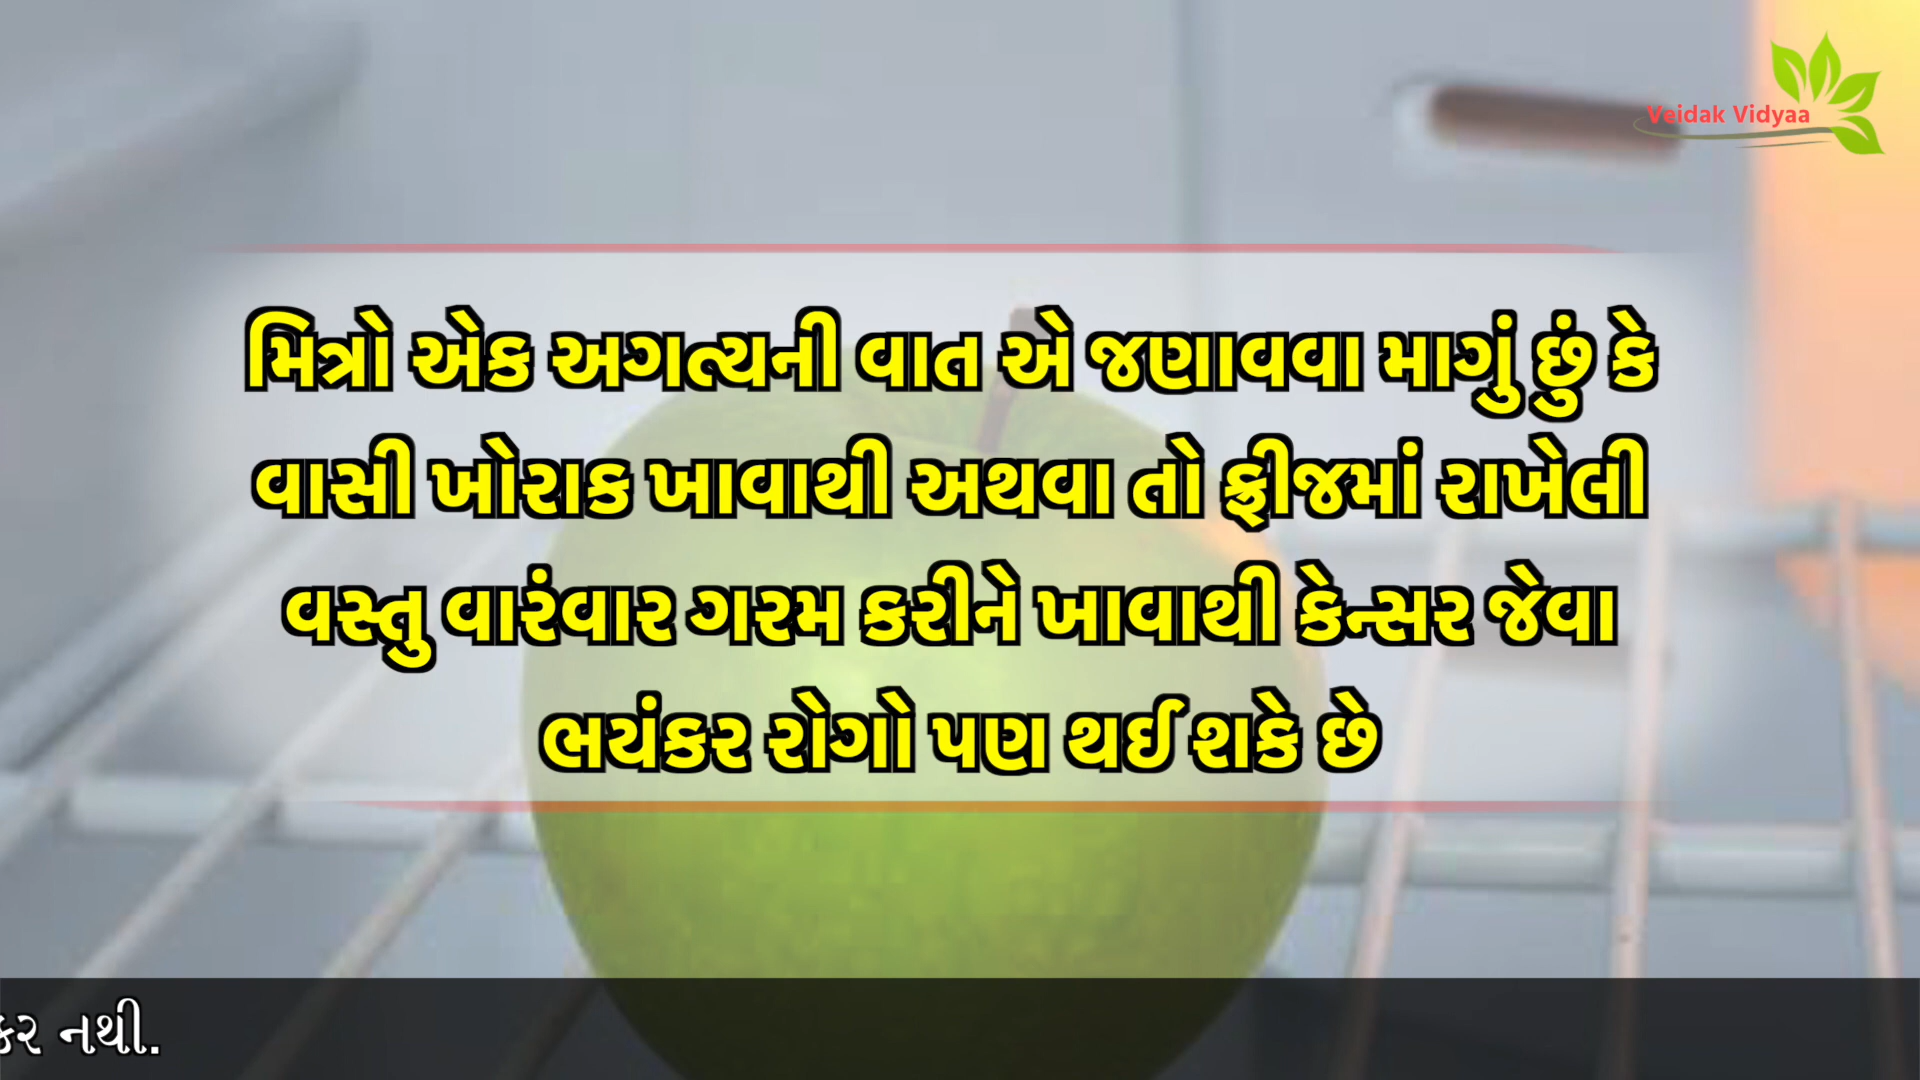 Veidak Vidyaa
મિત્રો એક અગત્યની વાત એ જણાવવા માગું છું કે
વાસી ખોરાક ખાવાથી અથવા તો ફ્રીજમાં રાખેલી
વસ્તુ વારંવાર ગરમ કરીને ખાવાથી કેન્સર જેવા
ભયંકર રોગો પણ થઈ શકે છે
નથી.